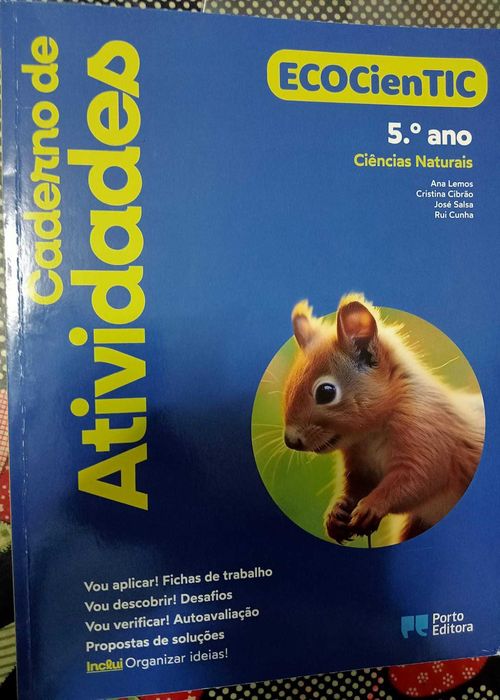 Caderno de
Atividades
ECOCienTIC
5.º ano
Ciências Naturais
Ana Lemos
Cristina Cibrão
José Salsa
Rui Cunha
Vou aplicar! Fichas de trabalho
Vou descobrir! Desafios
Vou verificar! Autoavaliação
Propostas de soluções
Inclui Organizar ideias!
Porto
Editora